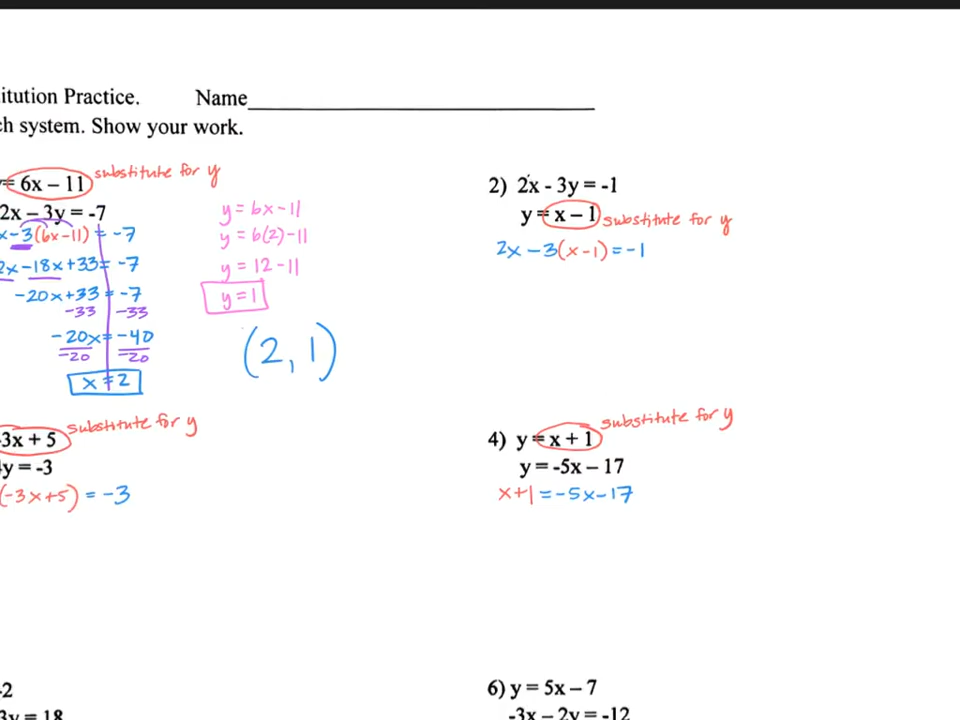 itution Practice. Name
ch system. Show your work.
= 6x – 11 substitute for y
2x – 3y = -7
x -3(6x-11) = -7
2x -18x +33 = -7
-20x+33 = -7
-33 -33
-20x = -40
-20 -20
x = 2
y = 6x-11
y = 6(2)-11
y = 12-11
y = 1
(2, 1)
2) 2x - 3y = -1
y = x – 1 substitute for y
2x -3(x-1) = -1
-3x + 5 substitute for y
y = -3
(-3x+5) = -3
4) y = x + 1 substitute for y
y = -5x – 17
x+1 = -5x-17
-2
3y = 18
6) y = 5x – 7
-3x – 2y = -12